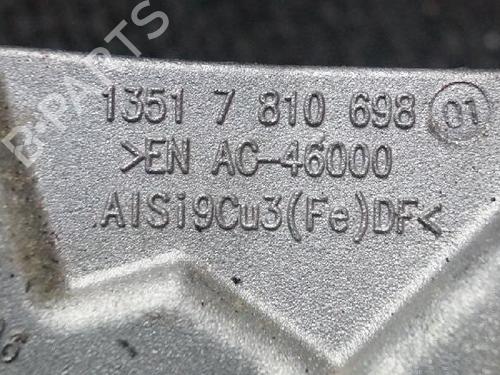 B-PARTS
1351 7 810 698 01
>EN AC-46000
AlSi9Cu3(Fe)DF<